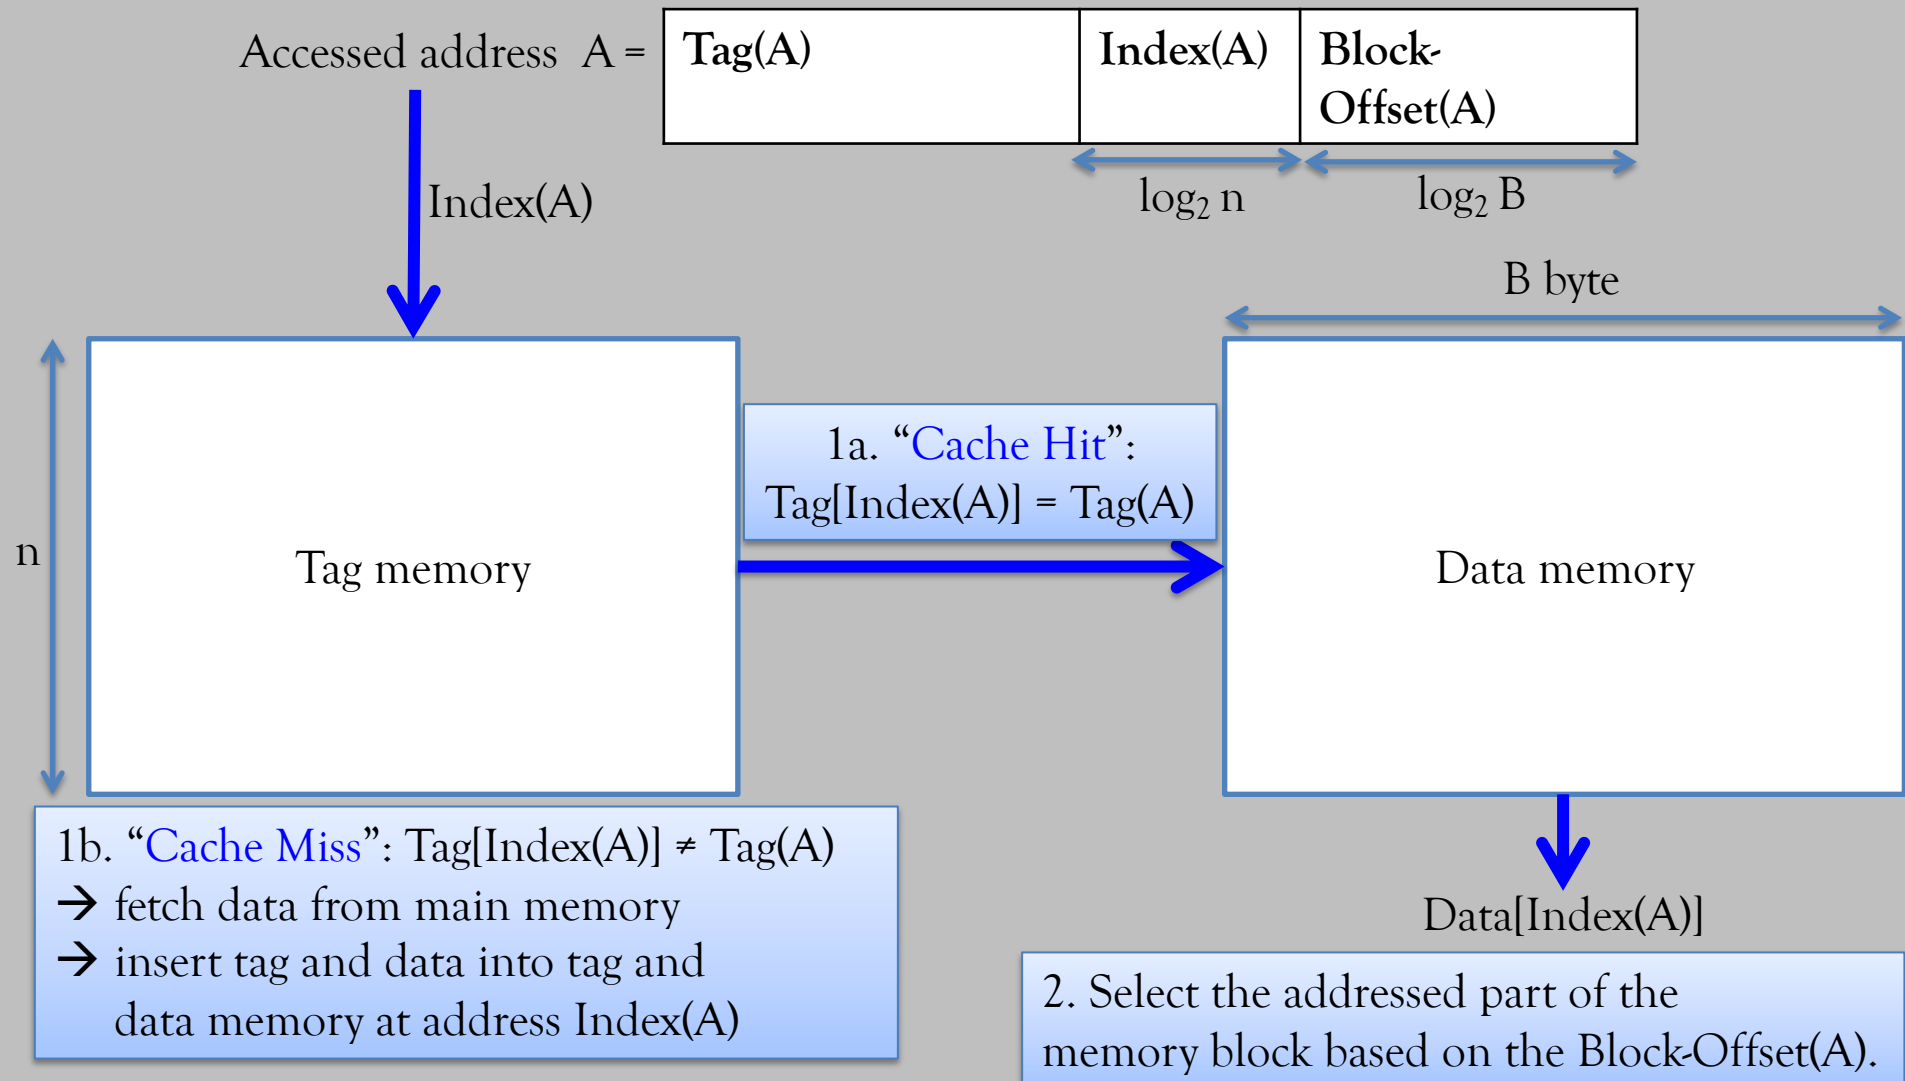 Accessed address A =
Tag(A)
Index(A)
Block-
Offset(A)
Index(A)
log₂ n
log₂ B
B byte
n
Tag memory
1a. “Cache Hit”:
Tag[Index(A)] = Tag(A)
Data memory
1b. “Cache Miss”: Tag[Index(A)] ≠ Tag(A)
→ fetch data from main memory
→ insert tag and data into tag and
data memory at address Index(A)
Data[Index(A)]
2. Select the addressed part of the
memory block based on the Block-Offset(A).